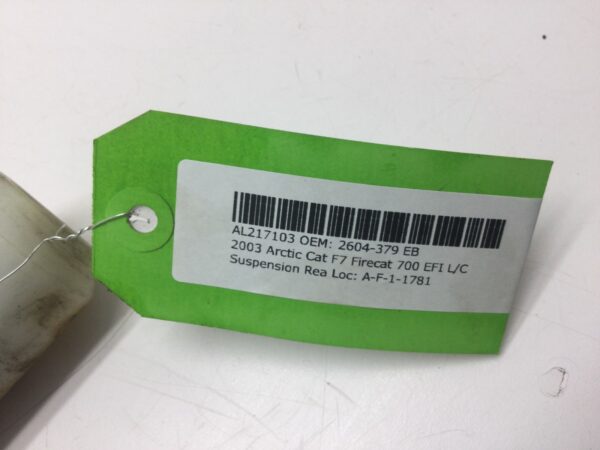 AL217103 OEM: 2604-379 EB
2003 Arctic Cat F7 Firecat 700 EFI L/C
Suspension Rea Loc: A-F-1-1781